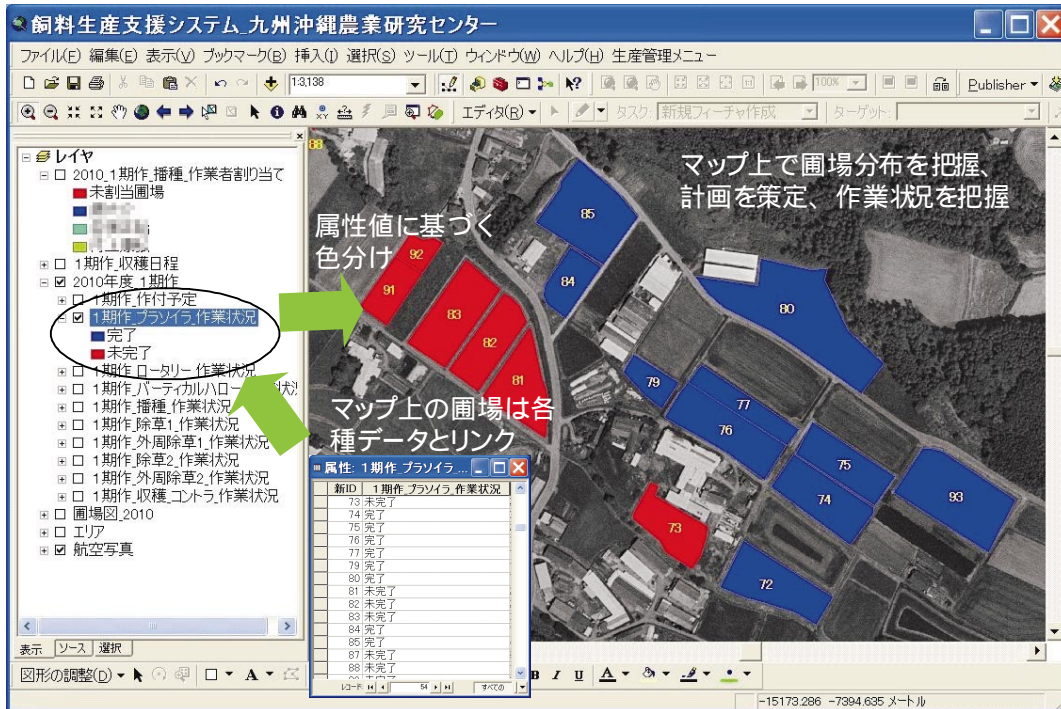 飼料生産支援システム_九州沖縄農業研究センター
ファイル(F) 編集(E) 表示(V) ブックマーク(B) 挿入(I) 選択(S) ツール(T) ウィンドウ(W) ヘルプ(H) 生産管理メニュー
1:3,138
100%
Publisher
エディタ(R)
タスク: 新規フィーチャ作成
ターゲット:
レイヤ
2010_1期作_播種_作業者割り当て
未割当圃場
1期作_収穫日程
2010年度_1期作
1期作_作付予定
1期作_プラソイラ_作業状況
完了
未完了
1期作_ロータリー_作業状況
1期作_バーティカルハロー
1期作_播種_作業状況
1期作_除草1_作業状況
1期作_外周除草1_作業状況
1期作_除草2_作業状況
1期作_外周除草2_作業状況
1期作_収穫_コントラ_作業状況
圃場図_2010
エリア
航空写真
表示 ソース 選択
88
属性値に基づく
色分け
マップ上で圃場分布を把握、
計画を策定、作業状況を把握
マップ上の圃場は各
種データとリンク
92
91
83
82
81
85
84
80
79
77
76
75
74
93
73
72
属性: 1期作_プラソイラ_...
新ID 1期作_プラソイラ_作業状況
73 未完了
74 完了
75 完了
76 完了
77 完了
79 完了
80 完了
81 未完了
82 未完了
83 未完了
84 完了
85 完了
87 未完了
88 未完了
レコード: 54 すべての
図形の調整(D)
A
B I U A
-15173.286 -7394.635 メートル